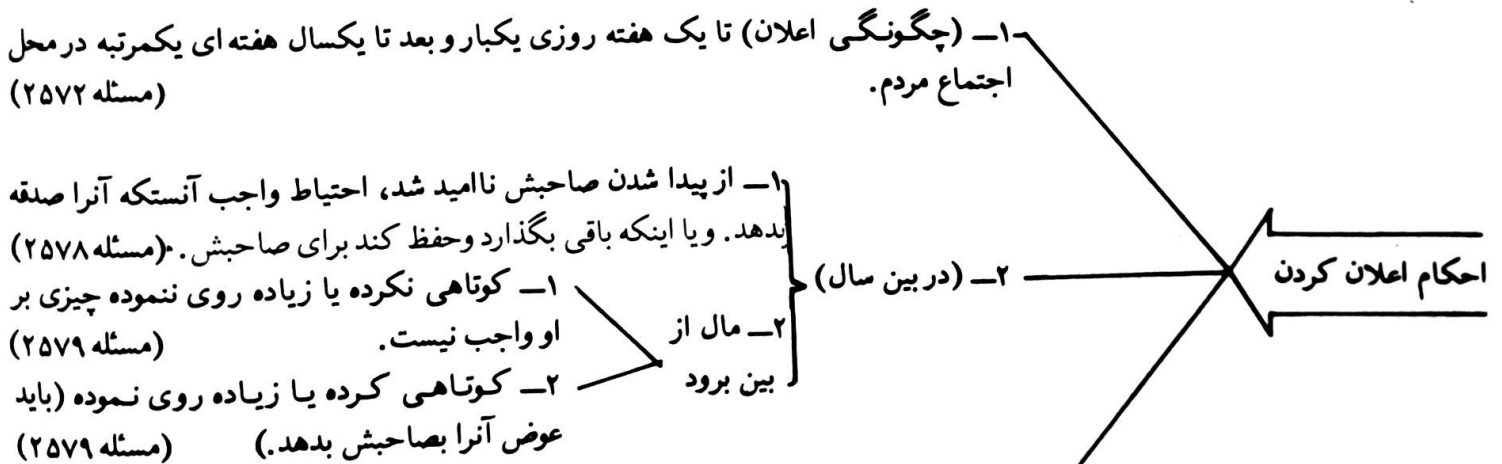 احکام اعلان کردن
۱ــ (چگونگی اعلان) تا یک هفته روزی یکبار و بعد تا یکسال هفته ای یکمرتبه در محل
اجتماع مردم. (مسئله ۲۵۷۲)
۲ــ (در بین سال)
۱ــ از پیدا شدن صاحبش ناامید شد، احتیاط واجب آنستکه آنرا صدقه
بدهد. و یا اینکه باقی بگذارد وحفظ کند برای صاحبش. (مسئله ۲۵۷۸)
۲ــ مال از
بین برود
۱ــ کوتاهی نکرده یا زیاده روی ننموده چیزی بر
او واجب نیست. (مسئله ۲۵۷۹)
۲ــ کوتاهی کرده یا زیاده روی نموده (باید
عوض آنرا بصاحبش بدهد.) (مسئله ۲۵۷۹)